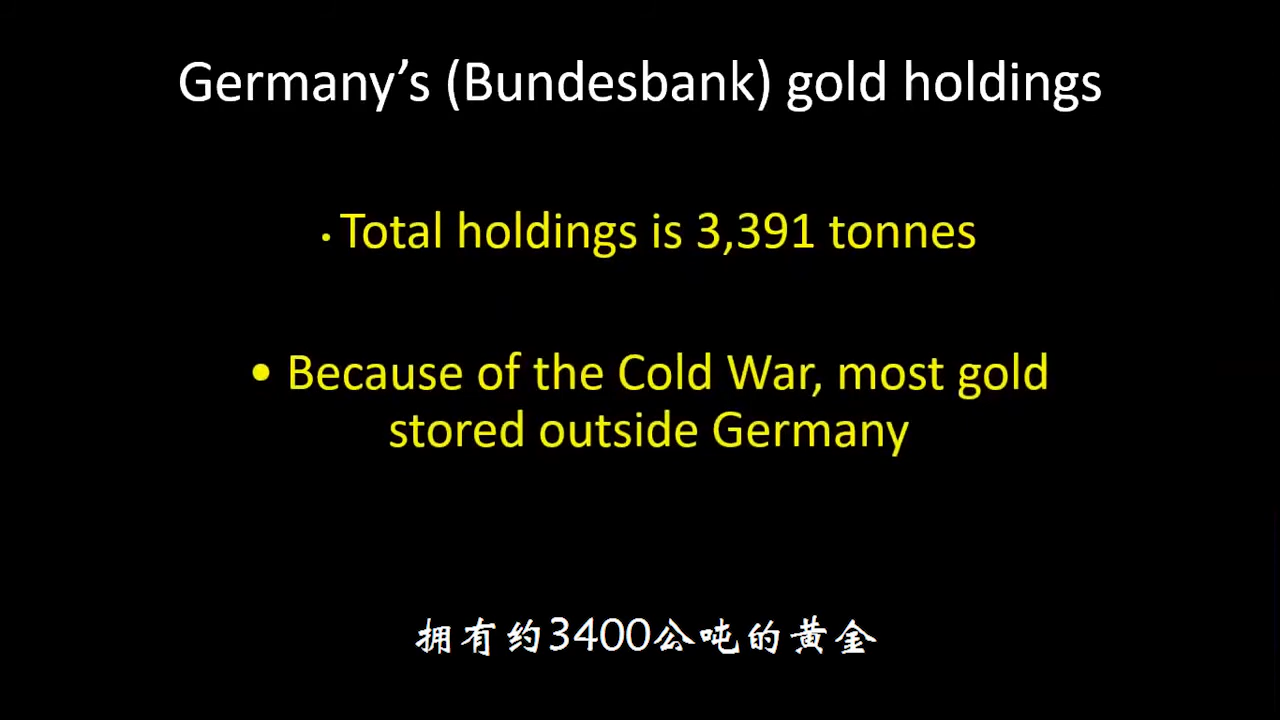 Germany’s (Bundesbank) gold holdings
• Total holdings is 3,391 tonnes
• Because of the Cold War, most gold
stored outside Germany
拥有约3400公吨的黄金